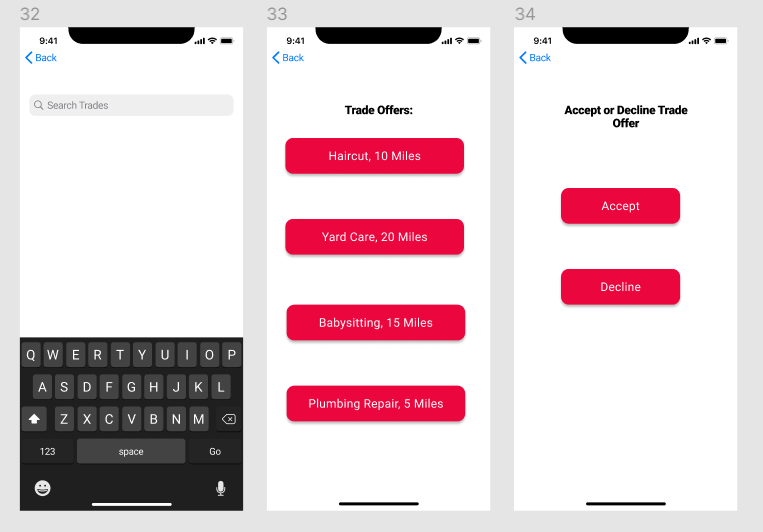 32
9:41
Back
Search Trades
Q W E R T Y U I O P
A S D F G H J K L
Z X C V B N M
123 space Go
33
9:41
Back
Trade Offers:
Haircut, 10 Miles
Yard Care, 20 Miles
Babysitting, 15 Miles
Plumbing Repair, 5 Miles
34
9:41
Back
Accept or Decline Trade
Offer
Accept
Decline